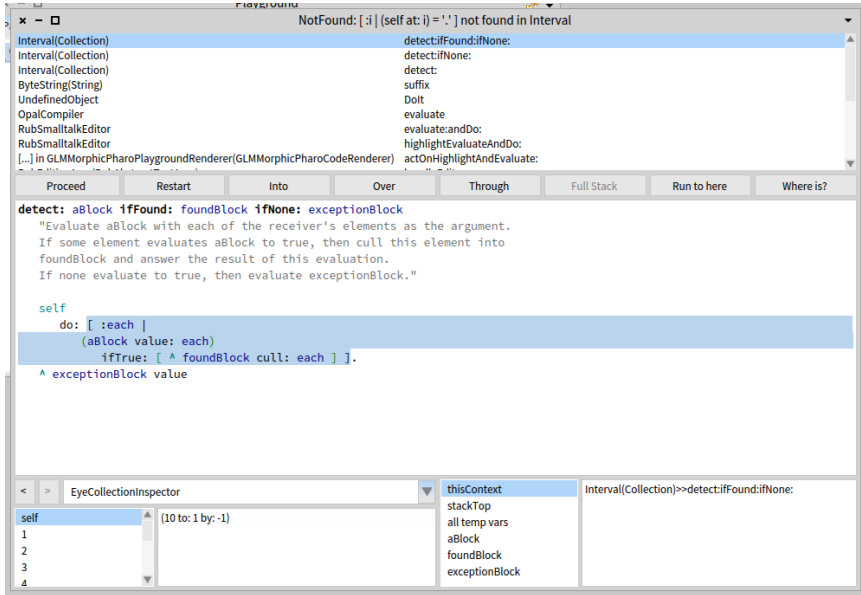 Playground
NotFound: [ :i | (self at: i) = '.' ] not found in Interval
Interval(Collection) detect:ifFound:ifNone:
Interval(Collection) detect:ifNone:
Interval(Collection) detect:
ByteString(String) suffix
UndefinedObject DoIt
OpalCompiler evaluate
RubSmalltalkEditor evaluate:andDo:
RubSmalltalkEditor highlightEvaluateAndDo:
[...] in GLMMorphicPharoPlaygroundRenderer(GLMMorphicPharoCodeRenderer) actOnHighlightAndEvaluate:
Proceed Restart Into Over Through Full Stack Run to here Where is?
detect: aBlock ifFound: foundBlock ifNone: exceptionBlock
"Evaluate aBlock with each of the receiver's elements as the argument.
If some element evaluates aBlock to true, then cull this element into
foundBlock and answer the result of this evaluation.
If none evaluate to true, then evaluate exceptionBlock."
self
do: [ :each |
(aBlock value: each)
ifTrue: [ ^ foundBlock cull: each ] ].
^ exceptionBlock value
< > EyeCollectionInspector
self
1
2
3
4
(10 to: 1 by: -1)
thisContext
stackTop
all temp vars
aBlock
foundBlock
exceptionBlock
Interval(Collection)>>detect:ifFound:ifNone: